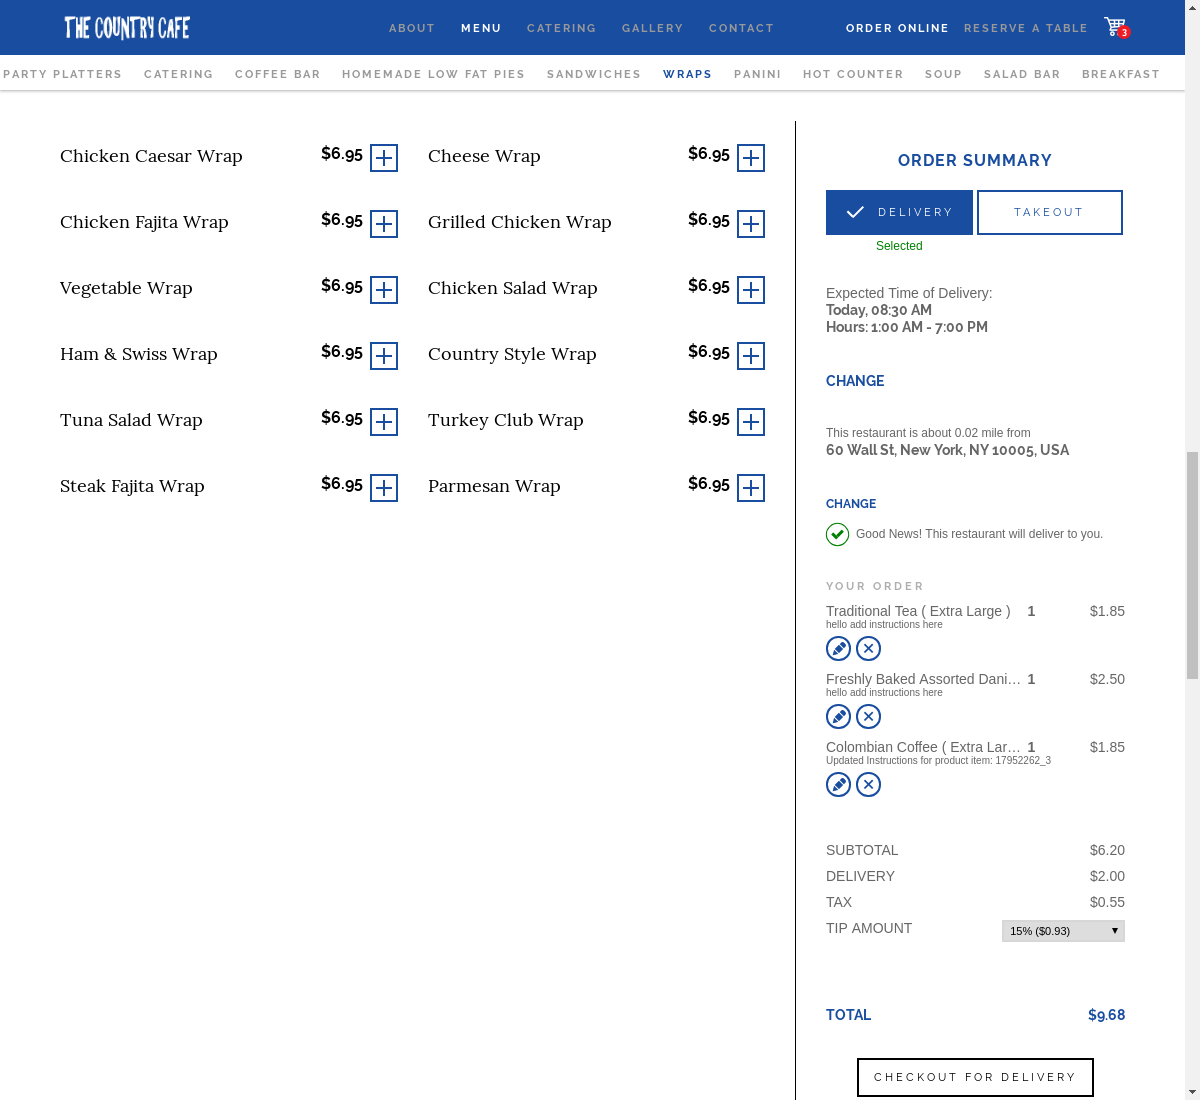 THE COUNTRY CAFE
ABOUT MENU CATERING GALLERY CONTACT ORDER ONLINE RESERVE A TABLE 3
PARTY PLATTERS CATERING COFFEE BAR HOMEMADE LOW FAT PIES SANDWICHES WRAPS PANINI HOT COUNTER SOUP SALAD BAR BREAKFAST
Chicken Caesar Wrap $6.95
Cheese Wrap $6.95
Chicken Fajita Wrap $6.95
Grilled Chicken Wrap $6.95
Vegetable Wrap $6.95
Chicken Salad Wrap $6.95
Ham & Swiss Wrap $6.95
Country Style Wrap $6.95
Tuna Salad Wrap $6.95
Turkey Club Wrap $6.95
Steak Fajita Wrap $6.95
Parmesan Wrap $6.95
ORDER SUMMARY
DELIVERY TAKEOUT
Selected
Expected Time of Delivery:
Today, 08:30 AM
Hours: 1:00 AM - 7:00 PM
CHANGE
This restaurant is about 0.02 mile from
60 Wall St, New York, NY 10005, USA
CHANGE
Good News! This restaurant will deliver to you.
YOUR ORDER
Traditional Tea ( Extra Large ) 1 $1.85
hello add instructions here
Freshly Baked Assorted Dani... 1 $2.50
hello add instructions here
Colombian Coffee ( Extra Lar... 1 $1.85
Updated Instructions for product item: 17952262_3
SUBTOTAL $6.20
DELIVERY $2.00
TAX $0.55
TIP AMOUNT 15% ($0.93)
TOTAL $9.68
CHECKOUT FOR DELIVERY